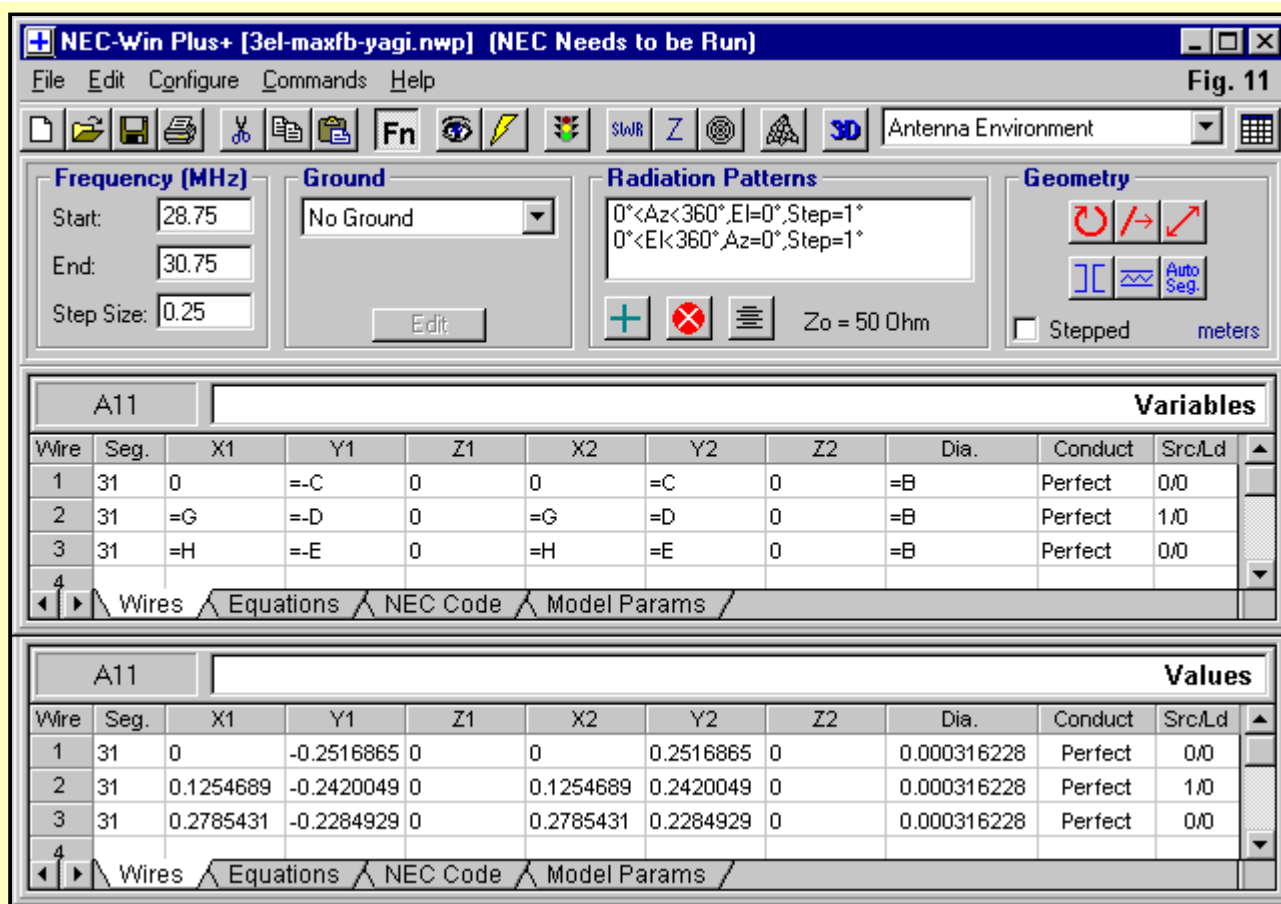 NEC-Win Plus+ [3el-maxfb-yagi.nwp] (NEC Needs to be Run)
File Edit Configure Commands Help Fig. 11
Fn SWR Z 3D Antenna Environment
Frequency (MHz) Ground Radiation Patterns Geometry
Start: 28.75 No Ground 0°<Az<360°,El=0°,Step=1°
0°<El<360°,Az=0°,Step=1°
End: 30.75
Auto Seg.
Step Size: 0.25 Edit Zo = 50 Ohm Stepped meters
A11 Variables
Wire Seg. X1 Y1 Z1 X2 Y2 Z2 Dia. Conduct Src/Ld
1 31 0 =-C 0 0 =C 0 =B Perfect 0/0
2 31 =G =-D 0 =G =D 0 =B Perfect 1/0
3 31 =H =-E 0 =H =E 0 =B Perfect 0/0
4
Wires Equations NEC Code Model Params
A11 Values
Wire Seg. X1 Y1 Z1 X2 Y2 Z2 Dia. Conduct Src/Ld
1 31 0 -0.2516865 0 0 0.2516865 0 0.000316228 Perfect 0/0
2 31 0.1254689 -0.2420049 0 0.1254689 0.2420049 0 0.000316228 Perfect 1/0
3 31 0.2785431 -0.2284929 0 0.2785431 0.2284929 0 0.000316228 Perfect 0/0
4
Wires Equations NEC Code Model Params